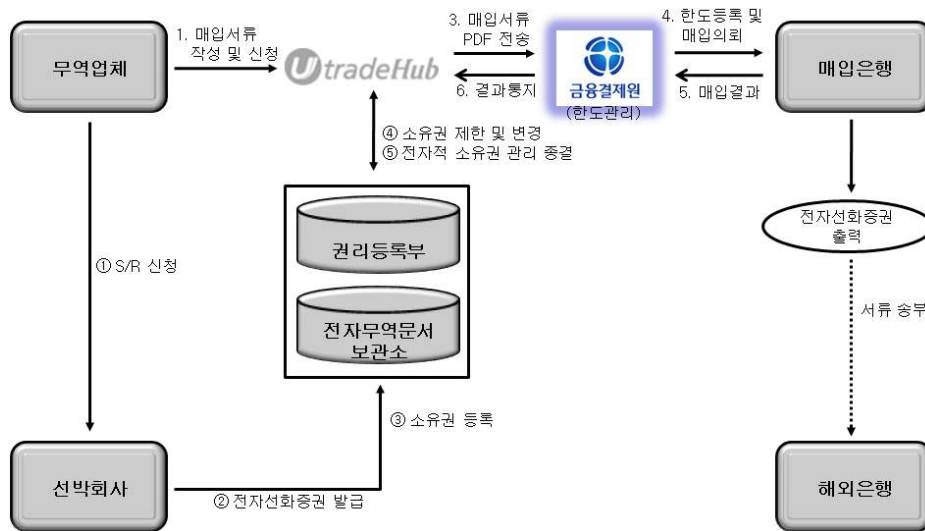 무역업체
1. 매입서류
작성 및 신청
UtradeHub
3. 매입서류
PDF 전송
6. 결과통지
금융결제원
(한도관리)
4. 한도등록 및
매입의뢰
5. 매입결과
매입은행
④ 소유권 제한 및 변경
⑤ 전자적 소유권 관리 종결
전자선화증권
출력
권리등록부
① S/R 신청
전자무역문서
보관소
서류 송부
③ 소유권 등록
선박회사
② 전자선화증권 발급
해외은행